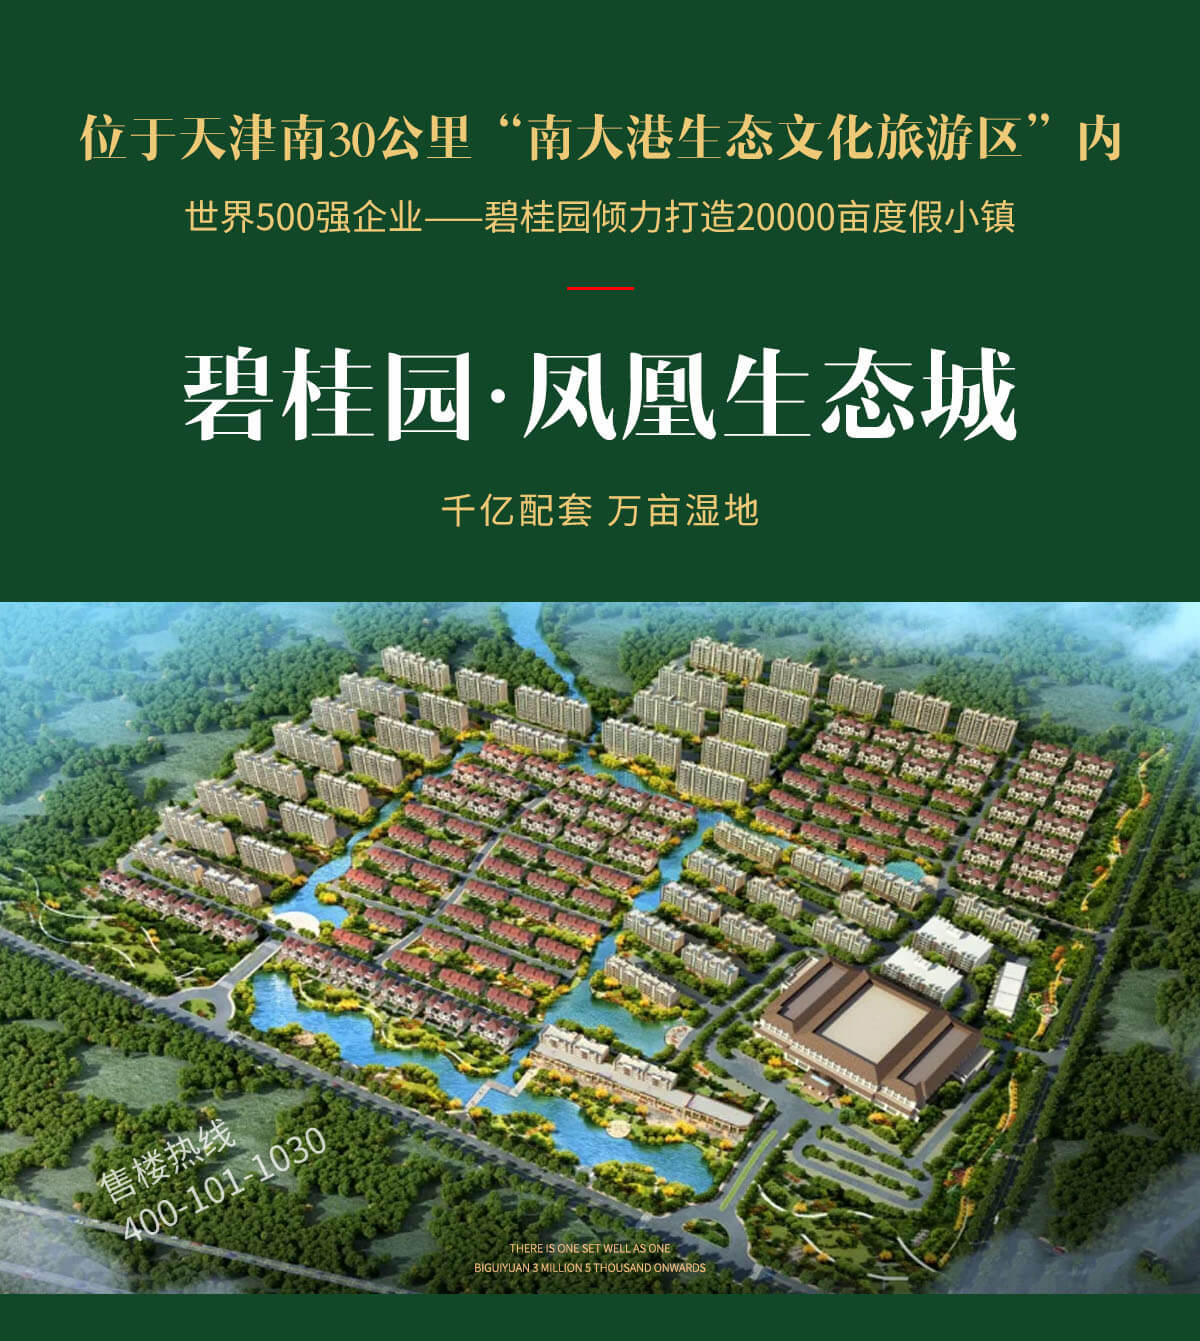 位于天津南30公里“南大港生态文化旅游区”内
世界500强企业——碧桂园倾力打造20000亩度假小镇
碧桂园·凤凰生态城
千亿配套 万亩湿地
售楼热线
400-101-1030
THERE IS ONE SET WELL AS ONE
BIGUIYUAN 3 MILLION 5 THOUSAND ONWARDS